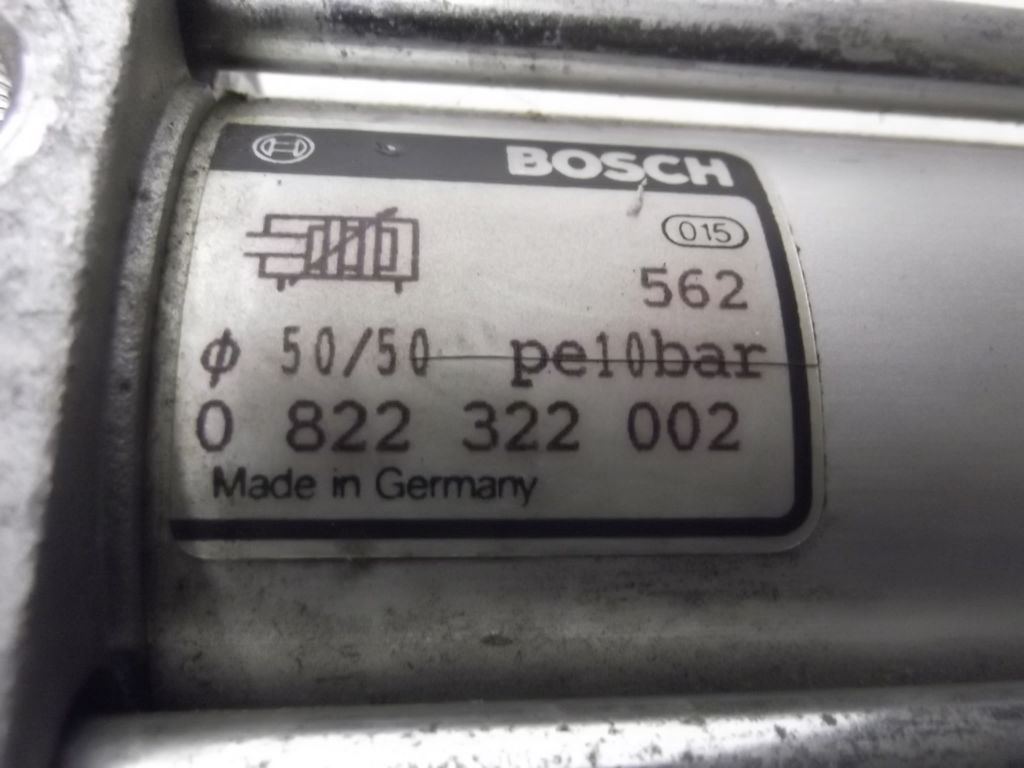 BOSCH
015
562
ϕ 50/50 pe10bar
0 822 322 002
Made in Germany